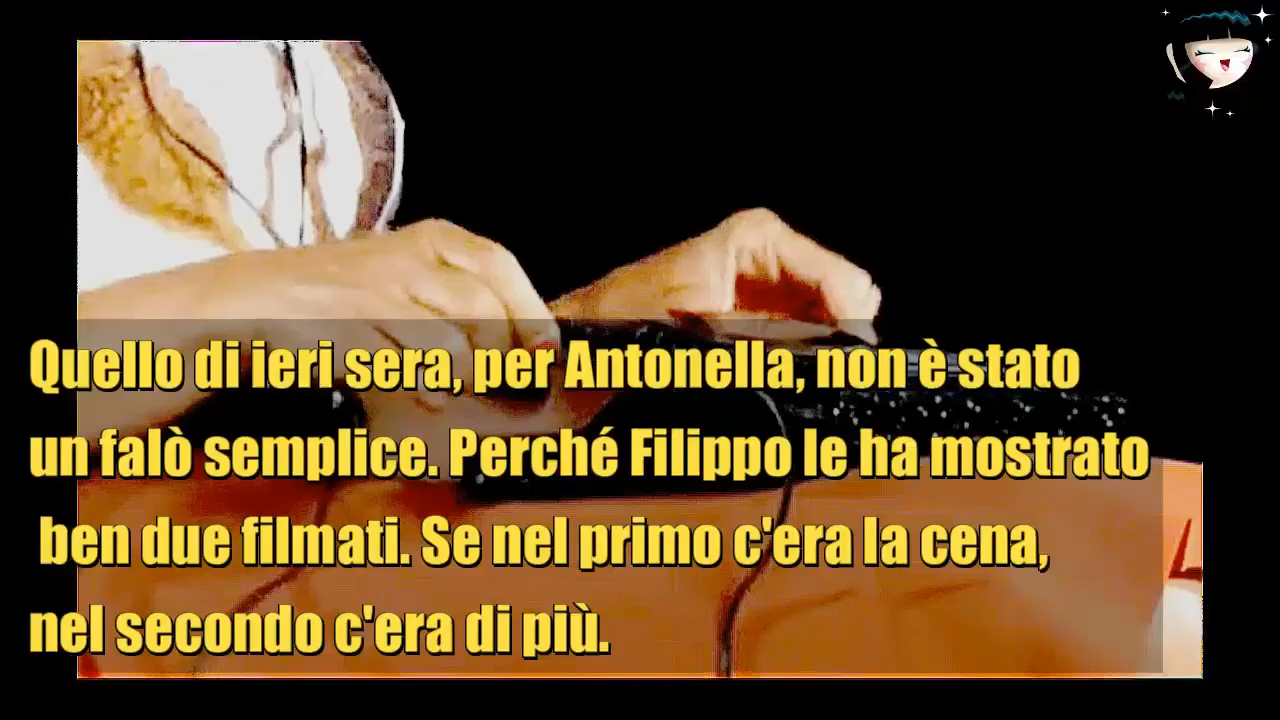 Quello di ieri sera, per Antonella, non è stato
un falò semplice. Perché Filippo le ha mostrato
ben due filmati. Se nel primo c'era la cena,
nel secondo c'era di più.